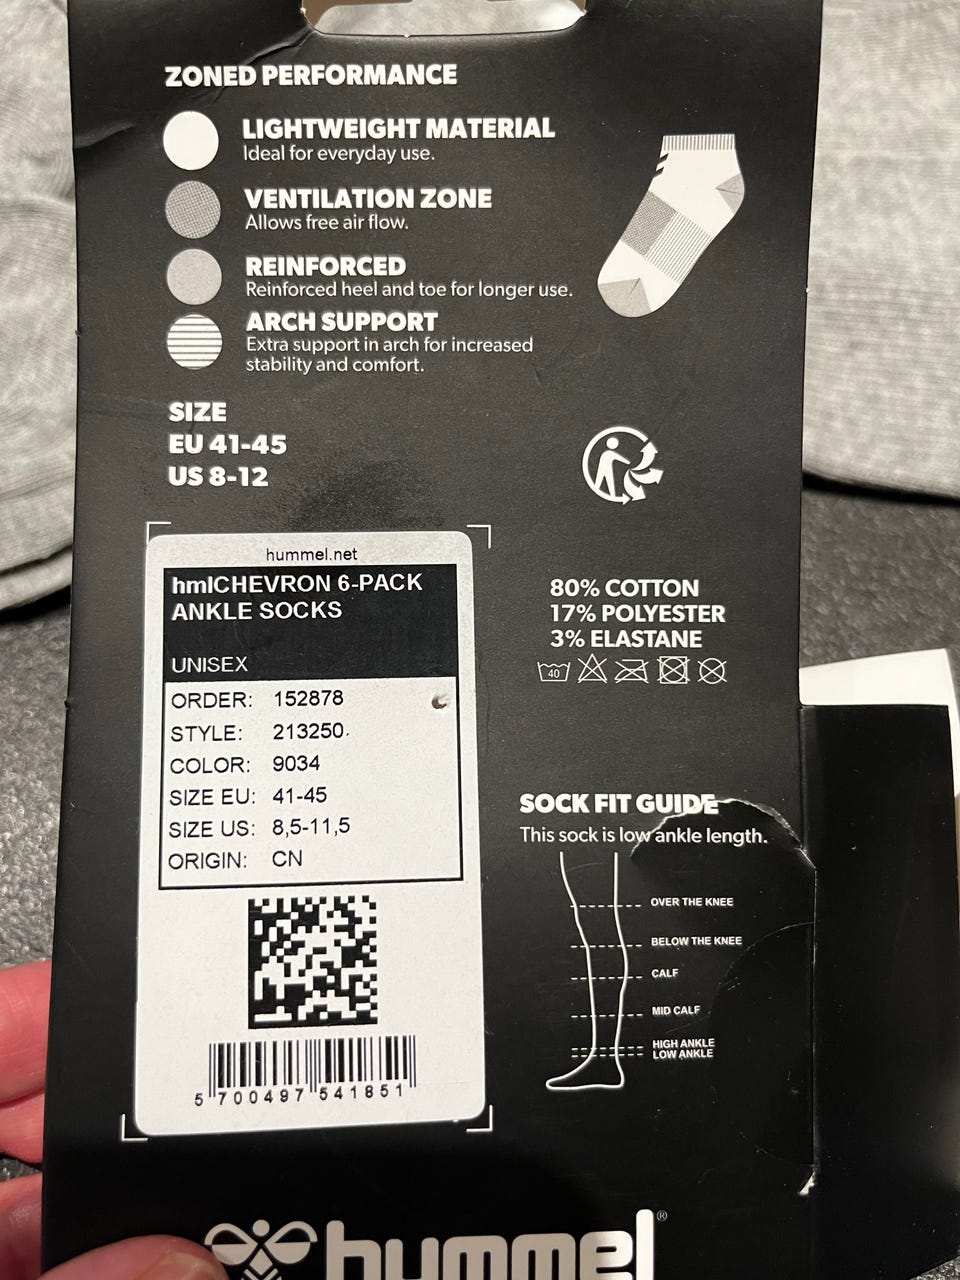 ZONED PERFORMANCE
LIGHTWEIGHT MATERIAL
Ideal for everyday use.
VENTILATION ZONE
Allows free air flow.
REINFORCED
Reinforced heel and toe for longer use.
ARCH SUPPORT
Extra support in arch for increased
stability and comfort.
SIZE
EU 41-45
US 8-12
hummel.net
hmlCHEVRON 6-PACK
ANKLE SOCKS
UNISEX
ORDER: 152878
STYLE: 213250
COLOR: 9034
SIZE EU: 41-45
SIZE US: 8,5-11,5
ORIGIN: CN
5 700497 541851
80% COTTON
17% POLYESTER
3% ELASTANE
40
SOCK FIT GUIDE
This sock is low ankle length.
OVER THE KNEE
BELOW THE KNEE
CALF
MID CALF
HIGH ANKLE
LOW ANKLE
hummel®